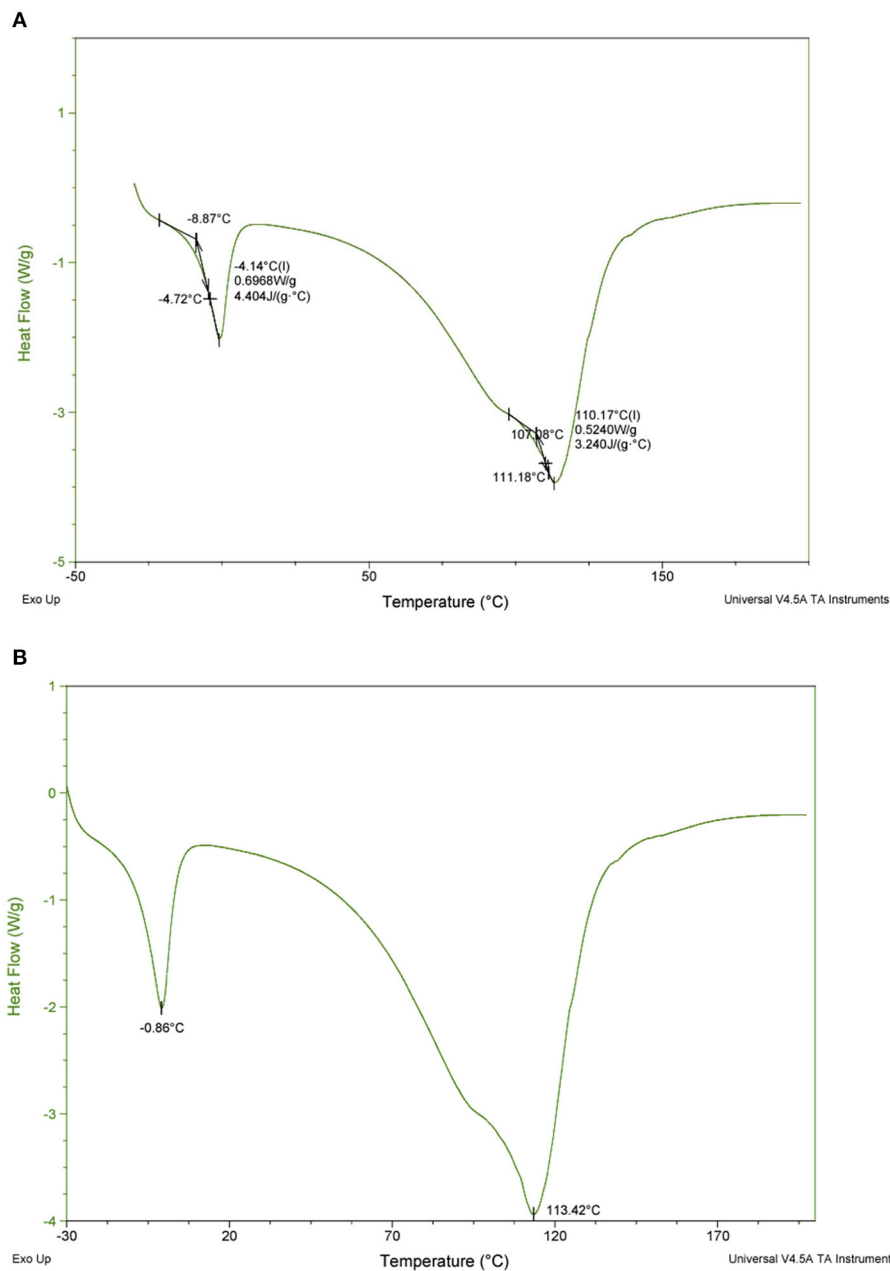 A
1
-1
-3
-5
Heat Flow (W/g)
-8.87°C
-4.14°C(I)
0.6968W/g
4.404J/(g·°C)
-4.72°C
110.17°C(I)
0.5240W/g
3.240J/(g·°C)
107.08°C
111.18°C
-50
50
150
Exo Up
Temperature (°C)
Universal V4.5A TA Instruments
B
1
0
-1
-2
-3
-4
Heat Flow (W/g)
-0.86°C
113.42°C
-30
20
70
120
170
Exo Up
Temperature (°C)
Universal V4.5A TA Instrument